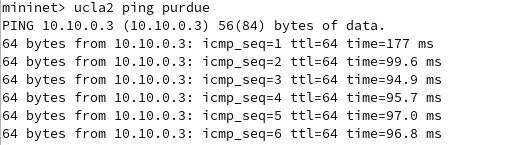 mininet> ucla2 ping purdue
PING 10.10.0.3 (10.10.0.3) 56(84) bytes of data.
64 bytes from 10.10.0.3: icmp_seq=1 ttl=64 time=177 ms
64 bytes from 10.10.0.3: icmp_seq=2 ttl=64 time=99.6 ms
64 bytes from 10.10.0.3: icmp_seq=3 ttl=64 time=94.9 ms
64 bytes from 10.10.0.3: icmp_seq=4 ttl=64 time=95.7 ms
64 bytes from 10.10.0.3: icmp_seq=5 ttl=64 time=97.0 ms
64 bytes from 10.10.0.3: icmp_seq=6 ttl=64 time=96.8 ms